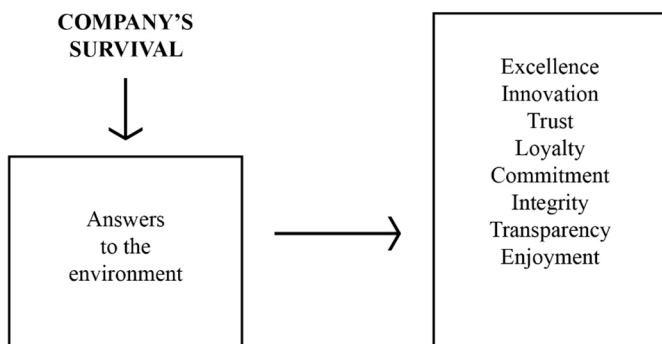 COMPANY'S
SURVIVAL
Answers
to the
environment
Excellence
Innovation
Trust
Loyalty
Commitment
Integrity
Transparency
Enjoyment